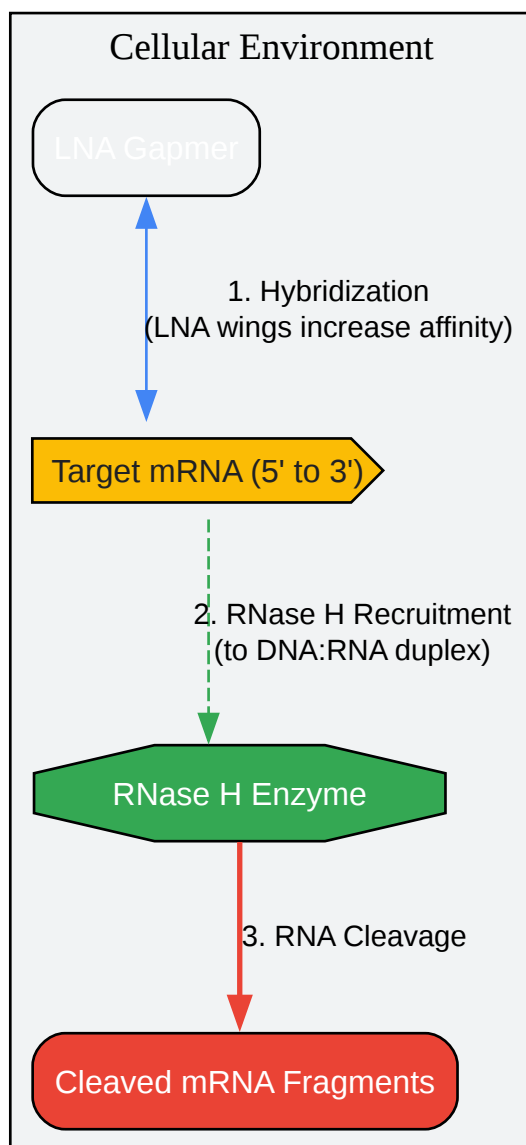 Cellular Environment
LNA Gapmer
1. Hybridization
(LNA wings increase affinity)
Target mRNA (5' to 3')
2. RNase H Recruitment
(to DNA:RNA duplex)
RNase H Enzyme
3. RNA Cleavage
Cleaved mRNA Fragments